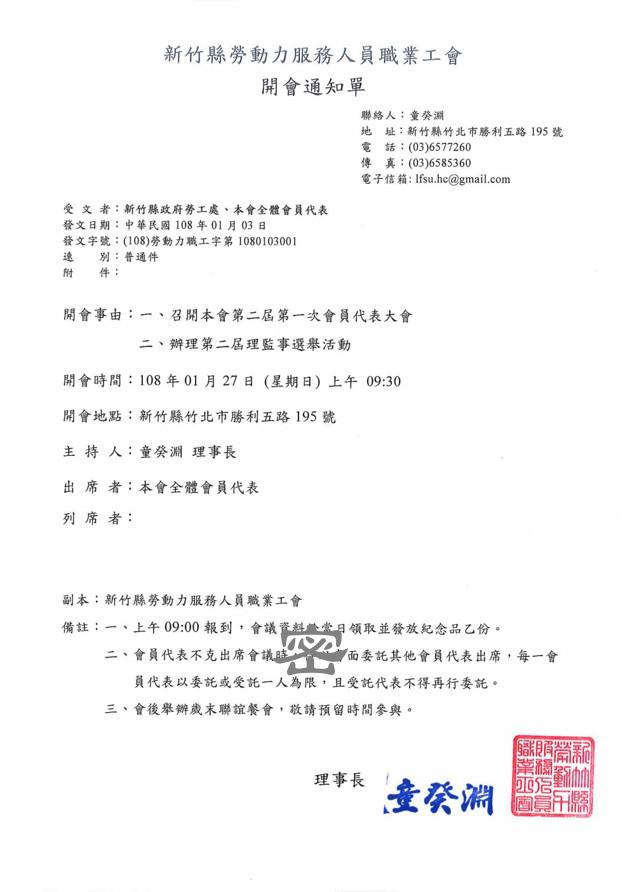 新竹縣勞動力服務人員職業工會
開會通知單
聯絡人：童癸淵
地　址：新竹縣竹北市勝利五路 195 號
電　話：(03)6577260
傳　真：(03)6585360
電子信箱: lfsu.hc@gmail.com
受 文 者：新竹縣政府勞工處、本會全體會員代表
發文日期：中華民國 108 年 01 月 03 日
發文字號：(108)勞動力職工字第 1080103001
速　　別：普通件
附　　件：
開會事由：一、召開本會第二屆第一次會員代表大會
二、辦理第二屆理監事選舉活動
開會時間：108 年 01 月 27 日 (星期日) 上午 09:30
開會地點：新竹縣竹北市勝利五路 195 號
主 持 人：童癸淵 理事長
出 席 者：本會全體會員代表
列 席 者：
副本：新竹縣勞動力服務人員職業工會
備註：一、上午 09:00 報到，會議資料 當日領取並發放紀念品乙份。
密
二、會員代表不克出席會議時， 面委託其他會員代表出席，每一會
員代表以委託或受託一人為限，且受託代表不得再行委託。
三、會後舉辦歲末聯誼餐會，敬請預留時間參與。
理事長 童癸淵
新竹縣勞動力服務人員職業工會